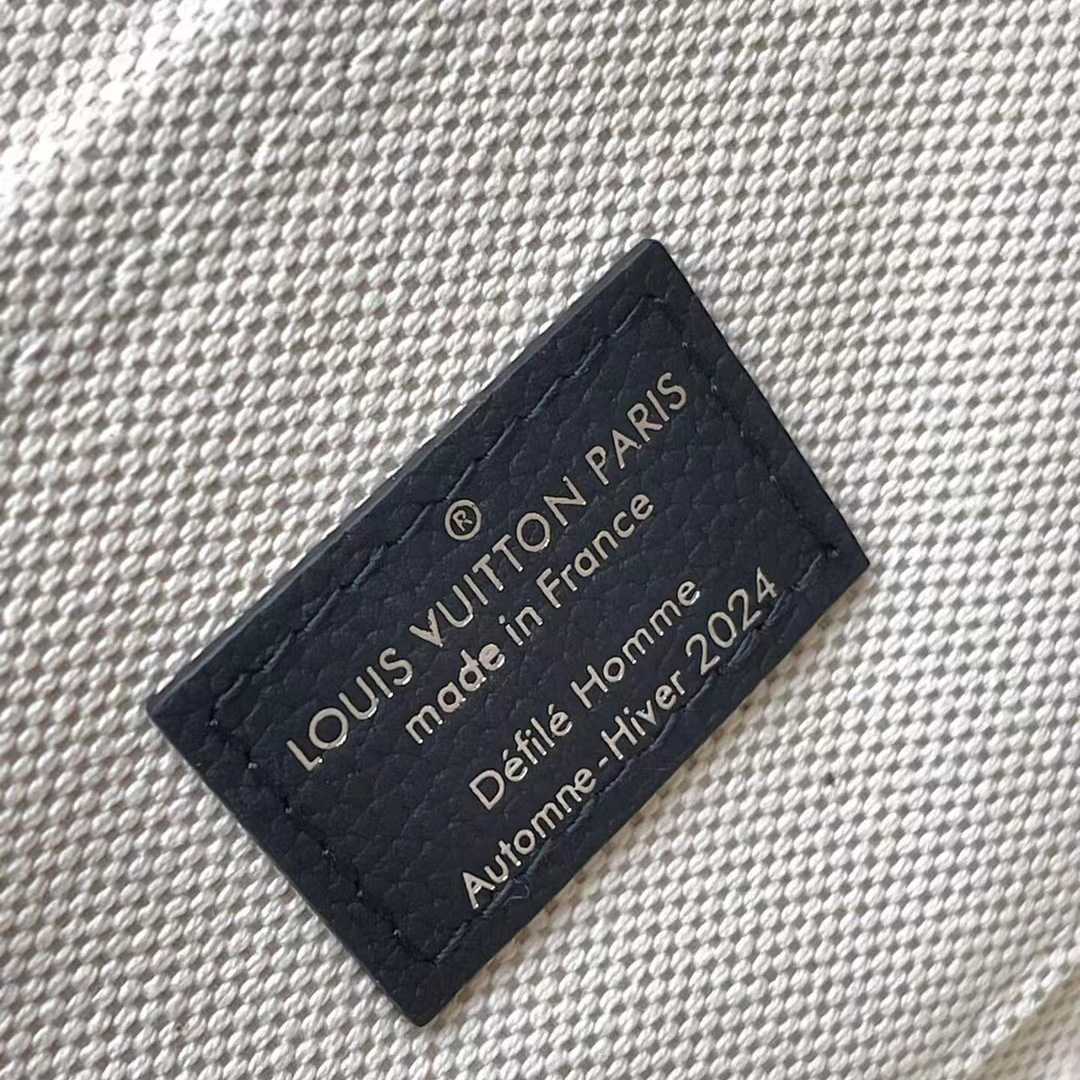 ®
LOUIS VUITTON PARIS
made in France
Défilé Homme
Automne-Hiver 2024